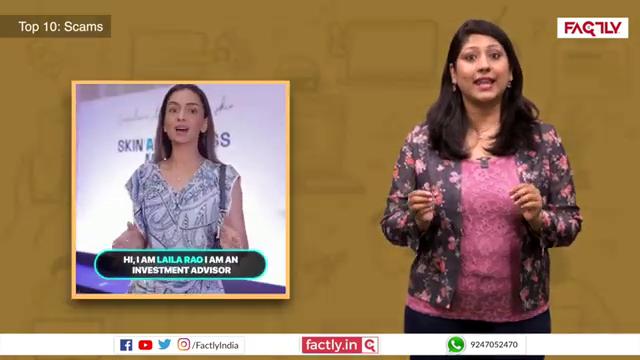 Top 10: Scams
FACTLY
SKIN
HI, I AM LAILA RAO I AM AN
INVESTMENT ADVISOR
/FactlyIndia
factly.in
9247052470